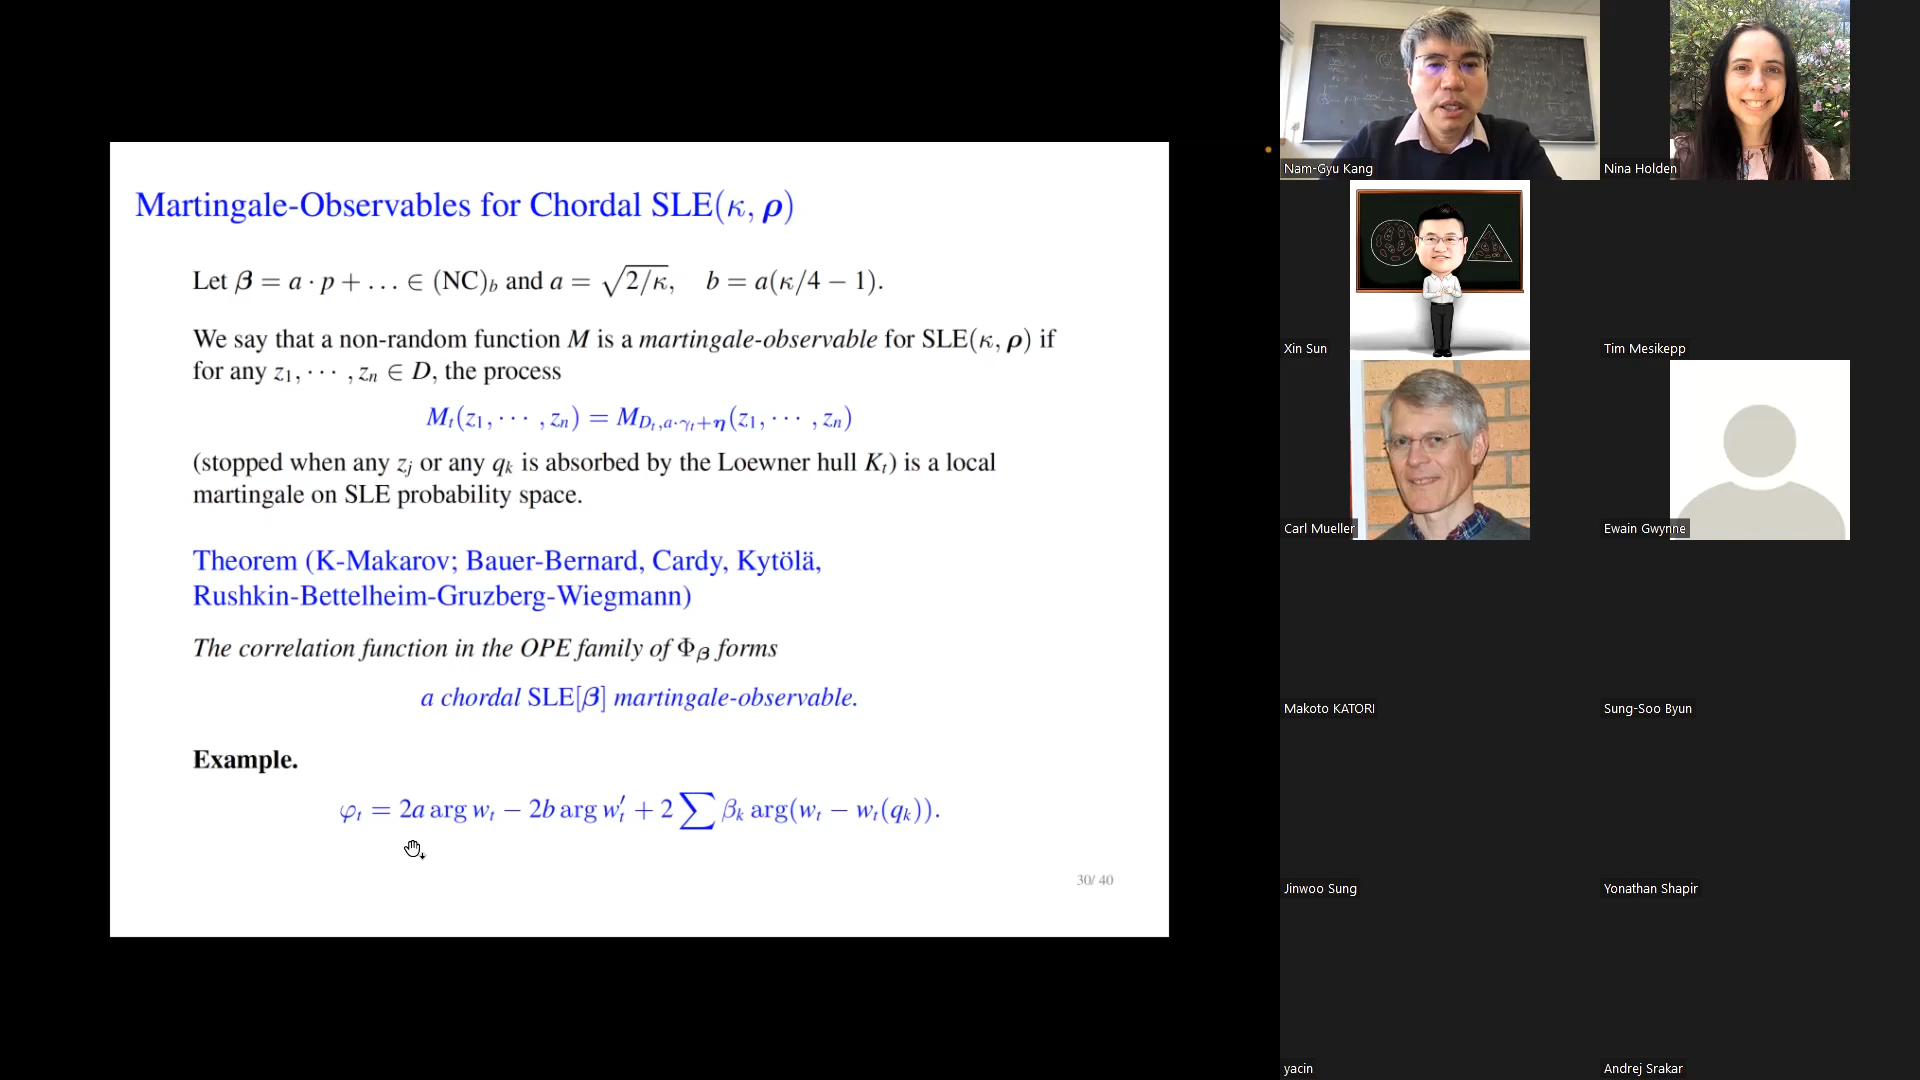 Martingale-Observables for Chordal SLE(κ, ρ)
Let β = a · p + … ∈ (NC)_b and a = √(2/κ), b = a(κ/4 − 1).
We say that a non-random function M is a martingale-observable for SLE(κ, ρ) if
for any z₁, ⋯ , zₙ ∈ D, the process
M_t(z₁, ⋯ , zₙ) = M_{D_t, a·γ_t+η}(z₁, ⋯ , zₙ)
(stopped when any z_j or any q_k is absorbed by the Loewner hull K_t) is a local
martingale on SLE probability space.
Theorem (K-Makarov; Bauer-Bernard, Cardy, Kytölä,
Rushkin-Bettelheim-Gruzberg-Wiegmann)
The correlation function in the OPE family of Φ_β forms
a chordal SLE[β] martingale-observable.
Example.
φ_t = 2a arg w_t − 2b arg w′_t + 2 ∑ β_k arg(w_t − w_t(q_k)).
30/ 40
Nam-Gyu Kang
Nina Holden
Xin Sun
Tim Mesikepp
Carl Mueller
Ewain Gwynne
Makoto KATORI
Sung-Soo Byun
Jinwoo Sung
Yonathan Shapir
yacin
Andrej Srakar